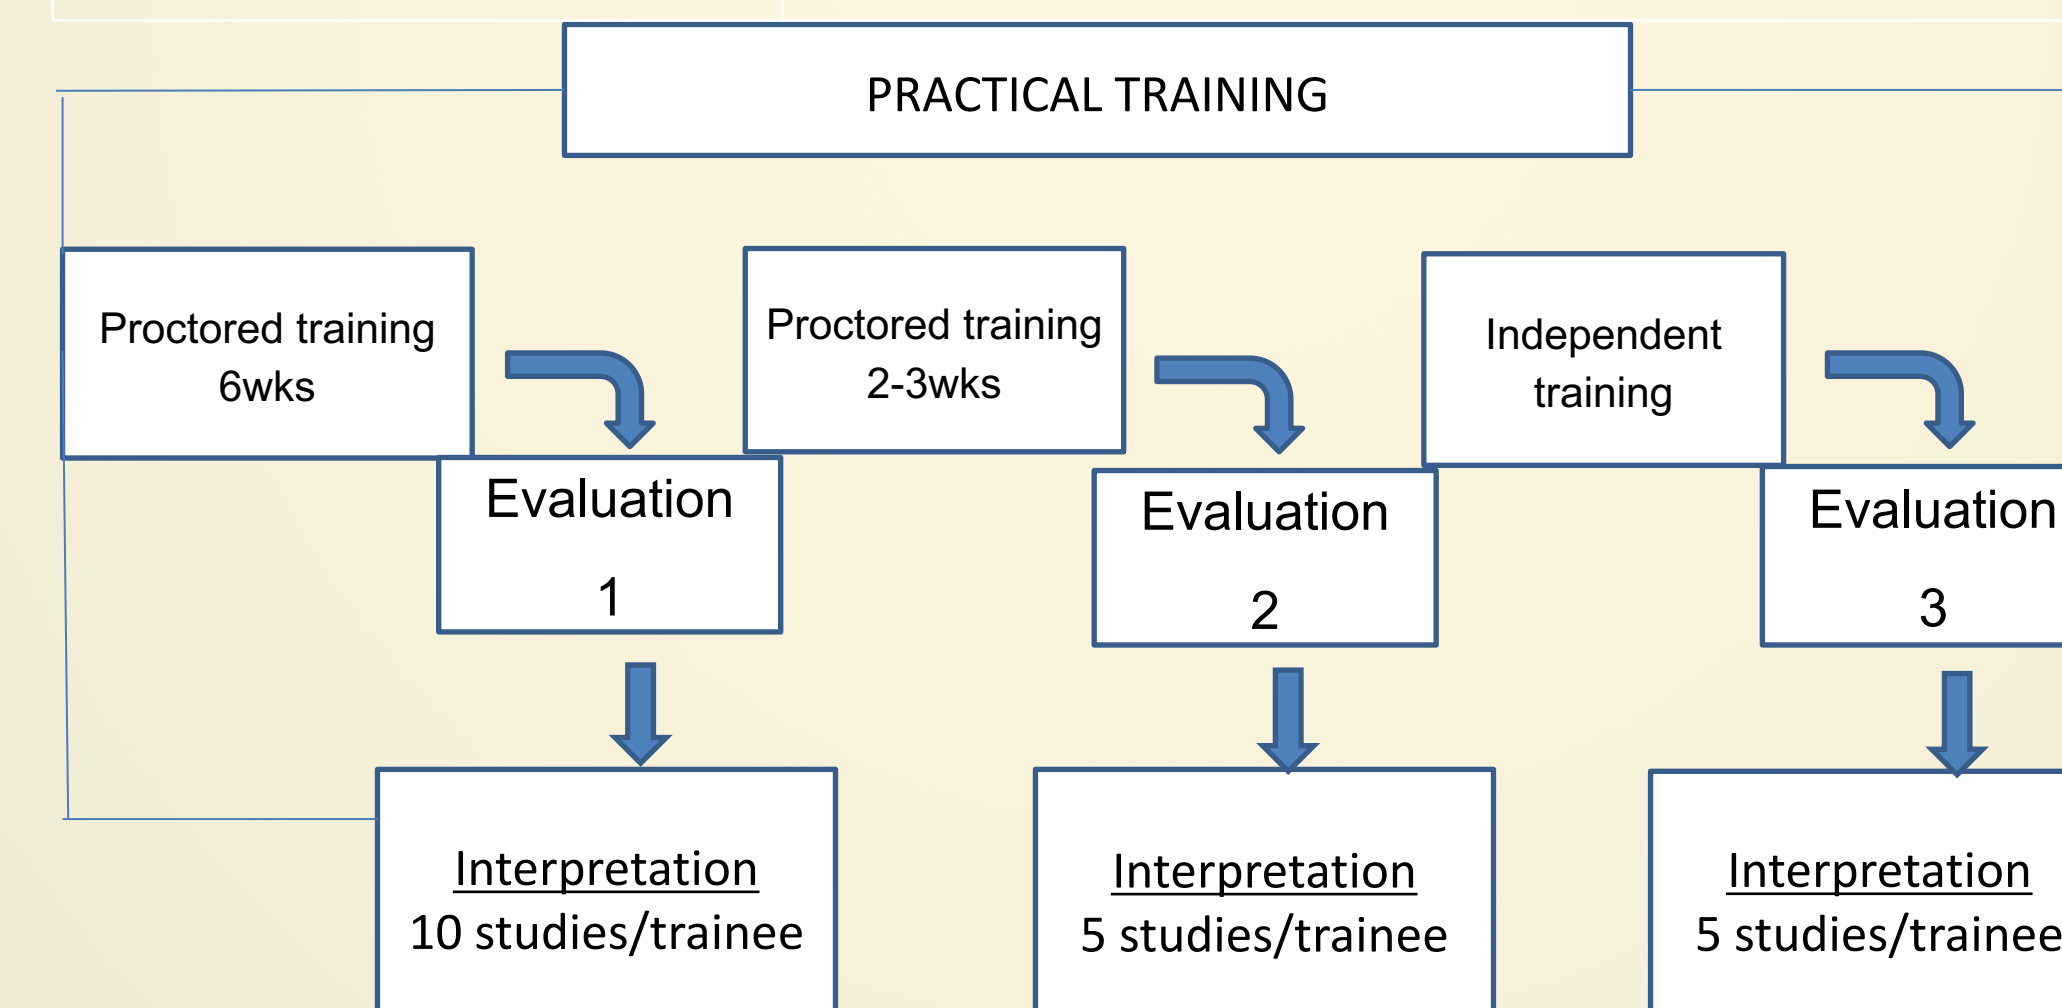 PRACTICAL TRAINING
Proctored training
6wks
Proctored training
2-3wks
Independent
training
Evaluation
1
Evaluation
2
Evaluation
3
Interpretation
10 studies/trainee
Interpretation
5 studies/trainee
Interpretation
5 studies/trainee